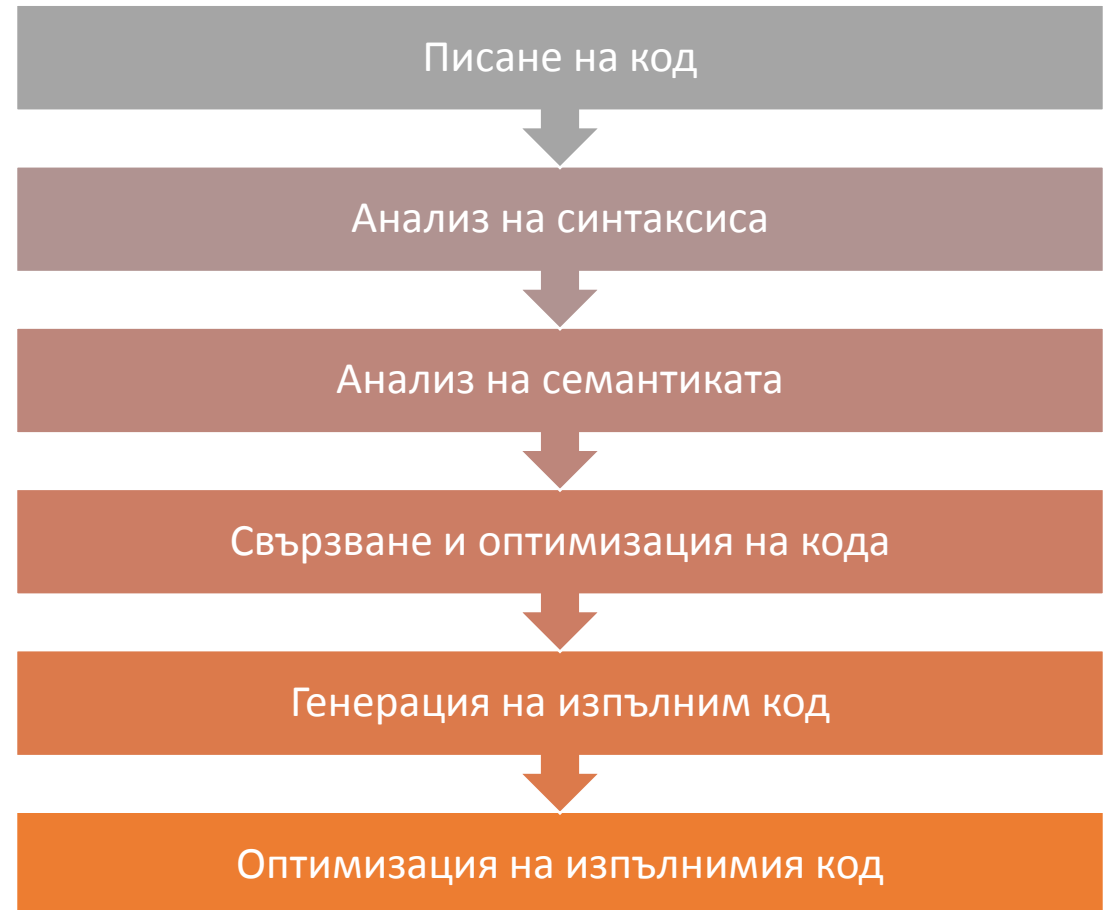 Писане на код
Анализ на синтаксиса
Анализ на семантиката
Свързване и оптимизация на кода
Генерация на изпълним код
Оптимизация на изпълнимия код